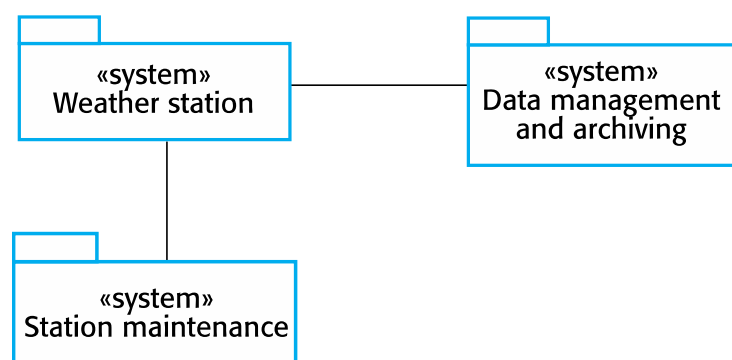 «system»
Weather station
«system»
Data management
and archiving
«system»
Station maintenance